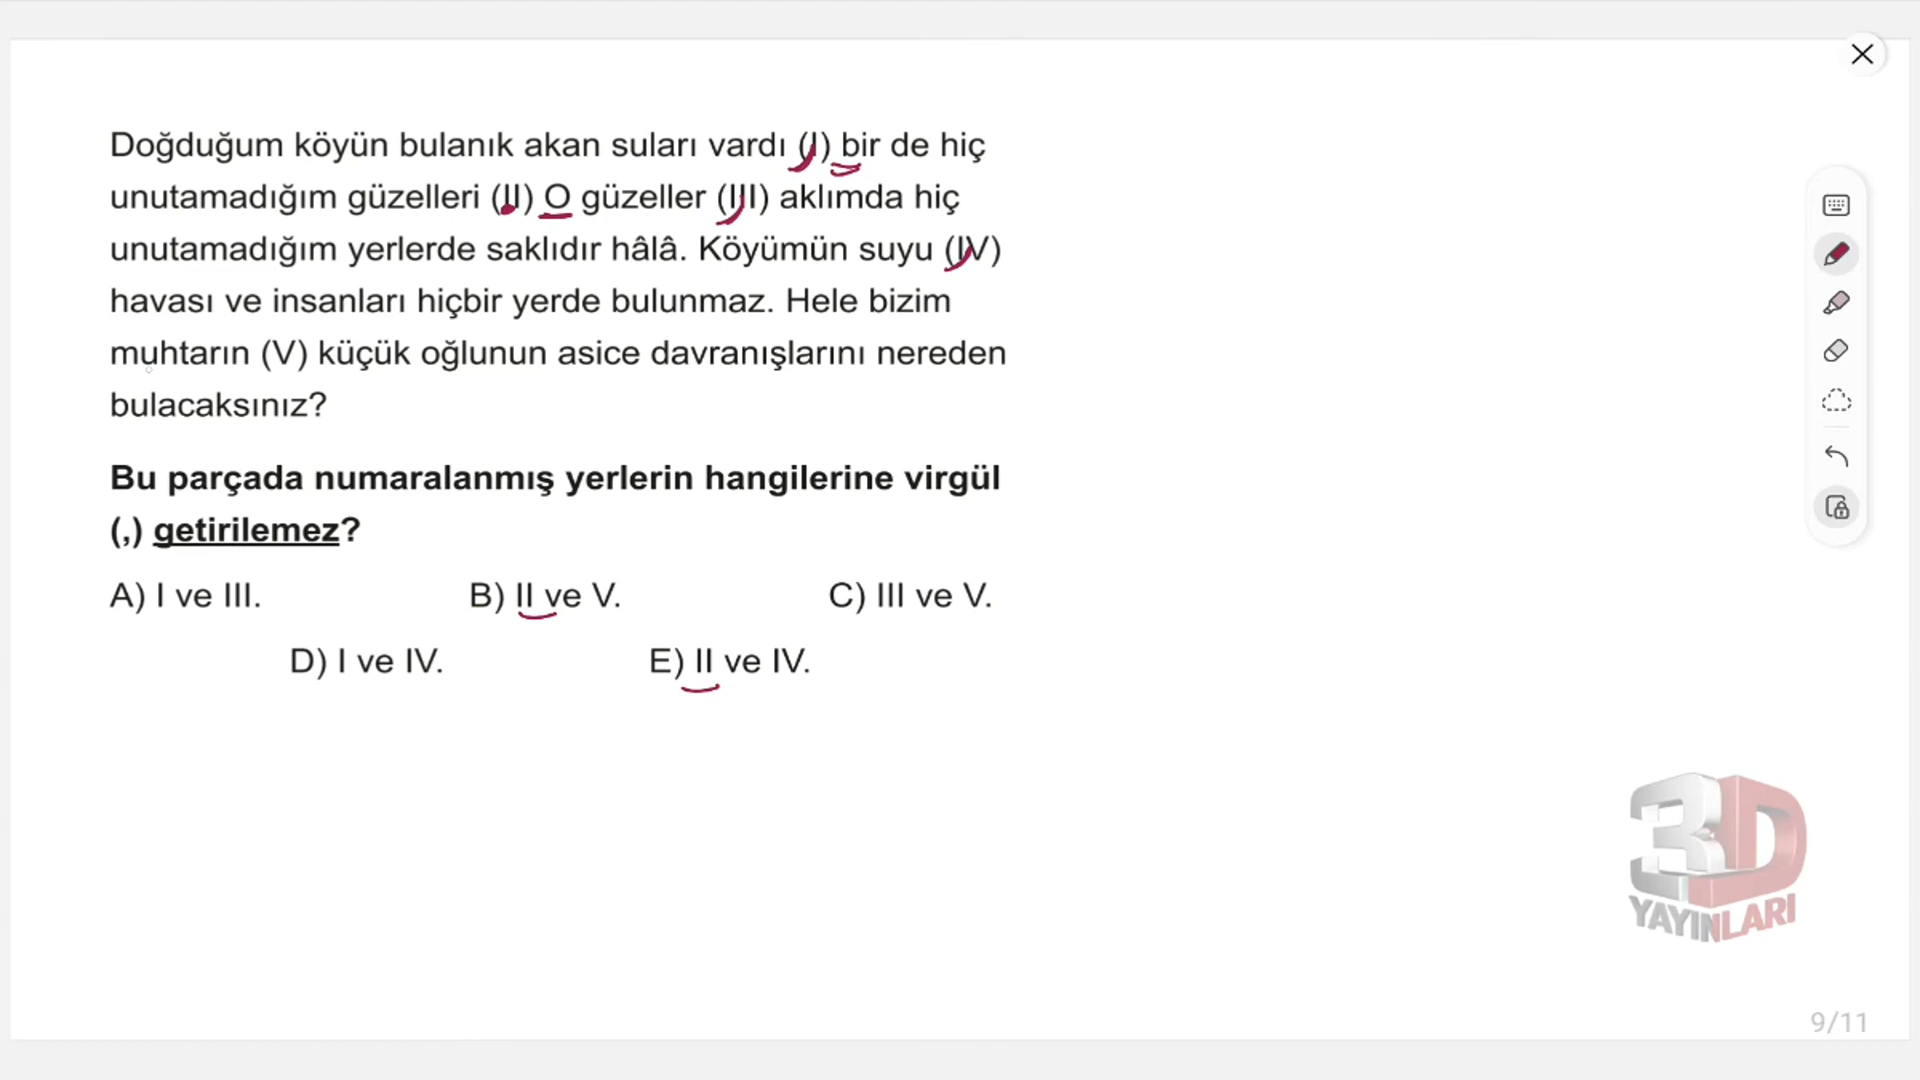 Doğduğum köyün bulanık akan suları vardı (I) bir de hiç
unutamadığım güzelleri (II) O güzeller (III) aklımda hiç
unutamadığım yerlerde saklıdır hâlâ. Köyümün suyu (IV)
havası ve insanları hiçbir yerde bulunmaz. Hele bizim
muhtarın (V) küçük oğlunun asice davranışlarını nereden
bulacaksınız?
Bu parçada numaralanmış yerlerin hangilerine virgül
(,) getirilemez?
A) I ve III. B) II ve V. C) III ve V.
D) I ve IV. E) II ve IV.
3D
YAYINLARI
9/11